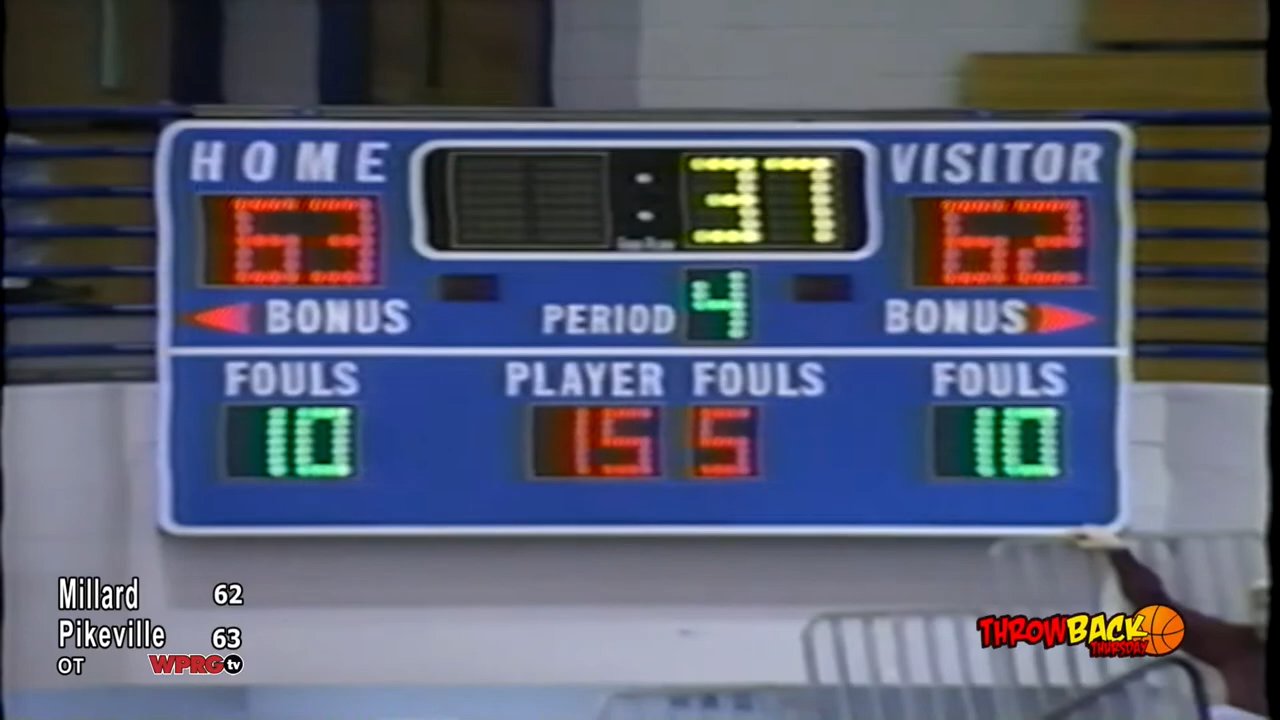 HOME :37 VISITOR
63 62
BONUS PERIOD 4 BONUS
FOULS PLAYER FOULS FOULS
10 15 5 10
Millard 62
Pikeville 63
OT WPRG tv
THROWBACK
THURSDAY